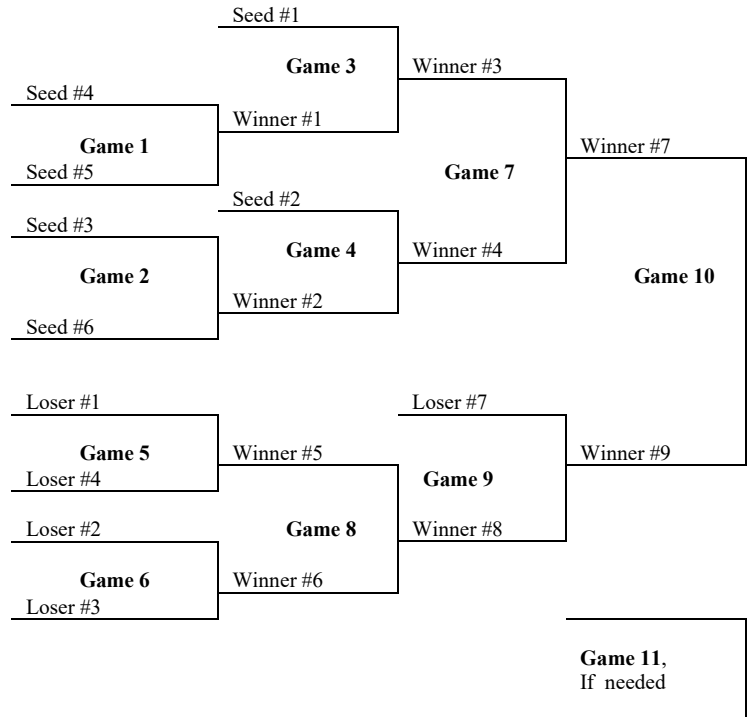 Seed #1
Game 3
Winner #3
Seed #4
Winner #1
Game 1
Winner #7
Seed #5
Game 7
Seed #2
Seed #3
Game 4
Winner #4
Game 2
Game 10
Winner #2
Seed #6
Loser #1
Loser #7
Game 5
Winner #5
Winner #9
Loser #4
Game 9
Loser #2
Game 8
Winner #8
Game 6
Winner #6
Loser #3
Game 11,
If needed